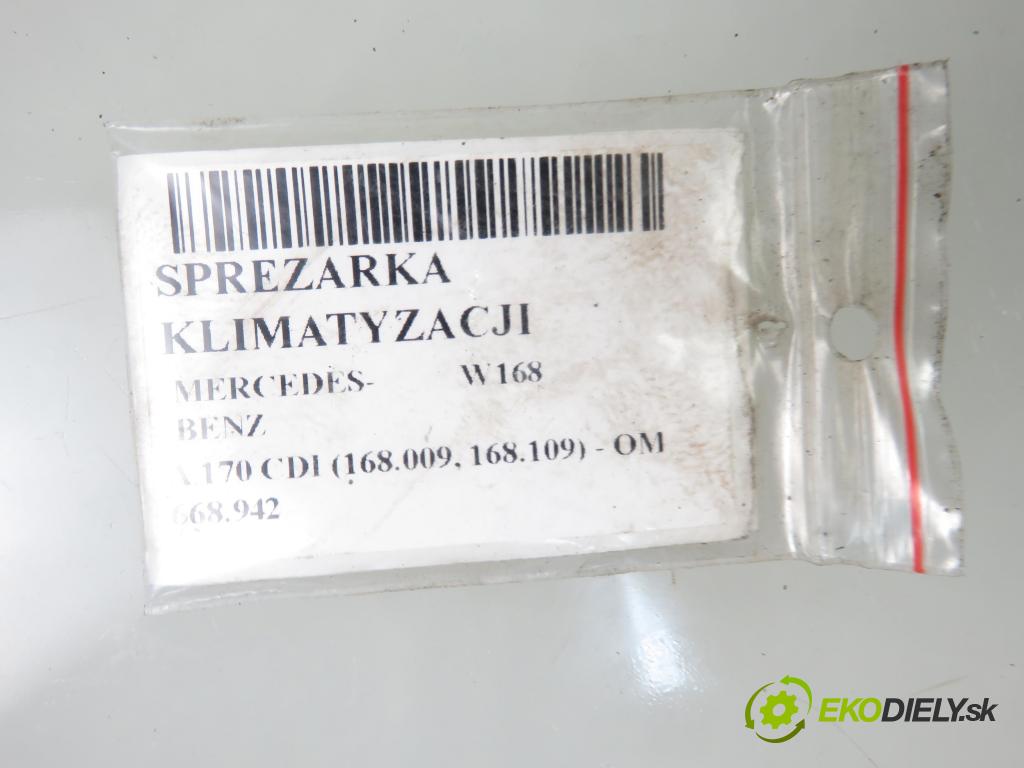 SPREZARKA
KLIMATYZACJI
MERCEDES- W168
BENZ
A 170 CDI (168.009, 168.109) - OM
668.942
EKODIELY.sk